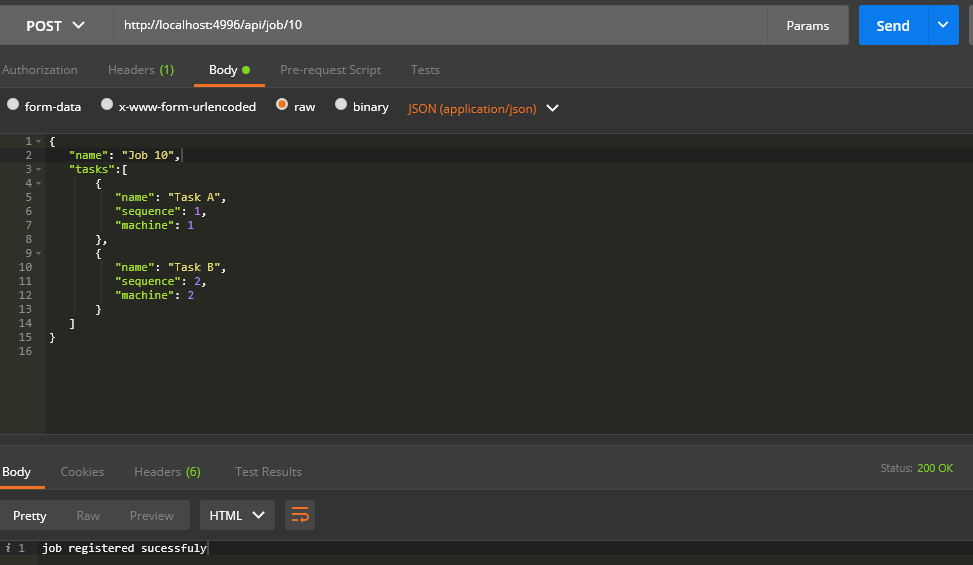 POST http://localhost:4996/api/job/10 Params Send
Authorization Headers (1) Body Pre-request Script Tests
form-data x-www-form-urlencoded raw binary JSON (application/json)
1 {
2 "name": "Job 10",
3 "tasks":[
4 {
5 "name": "Task A",
6 "sequence": 1,
7 "machine": 1
8 },
9 {
10 "name": "Task B",
11 "sequence": 2,
12 "machine": 2
13 }
14 ]
15 }
16
Body Cookies Headers (6) Test Results Status: 200 OK
Pretty Raw Preview HTML
i 1 job registered sucessfuly